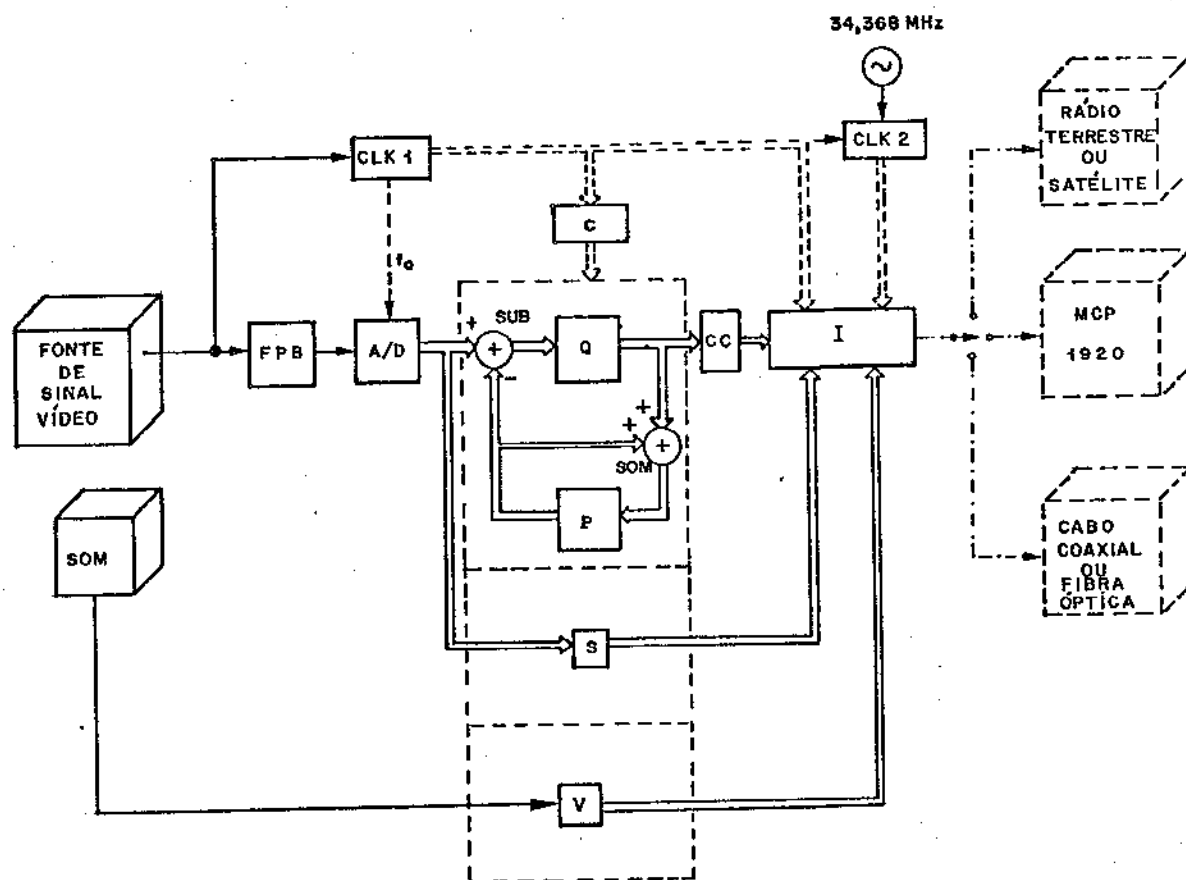 34,368 MHz
RÁDIO
TERRESTRE
OU
SATÉLITE
CLK 1
CLK 2
C
fa
SUB
+
+
-
FONTE
DE
SINAL
VÍDEO
FPB
A/D
Q
CC
I
MCP
1920
+
+
+
SOM
P
SOM
CABO
COAXIAL
OU
FIBRA
ÓPTICA
S
V